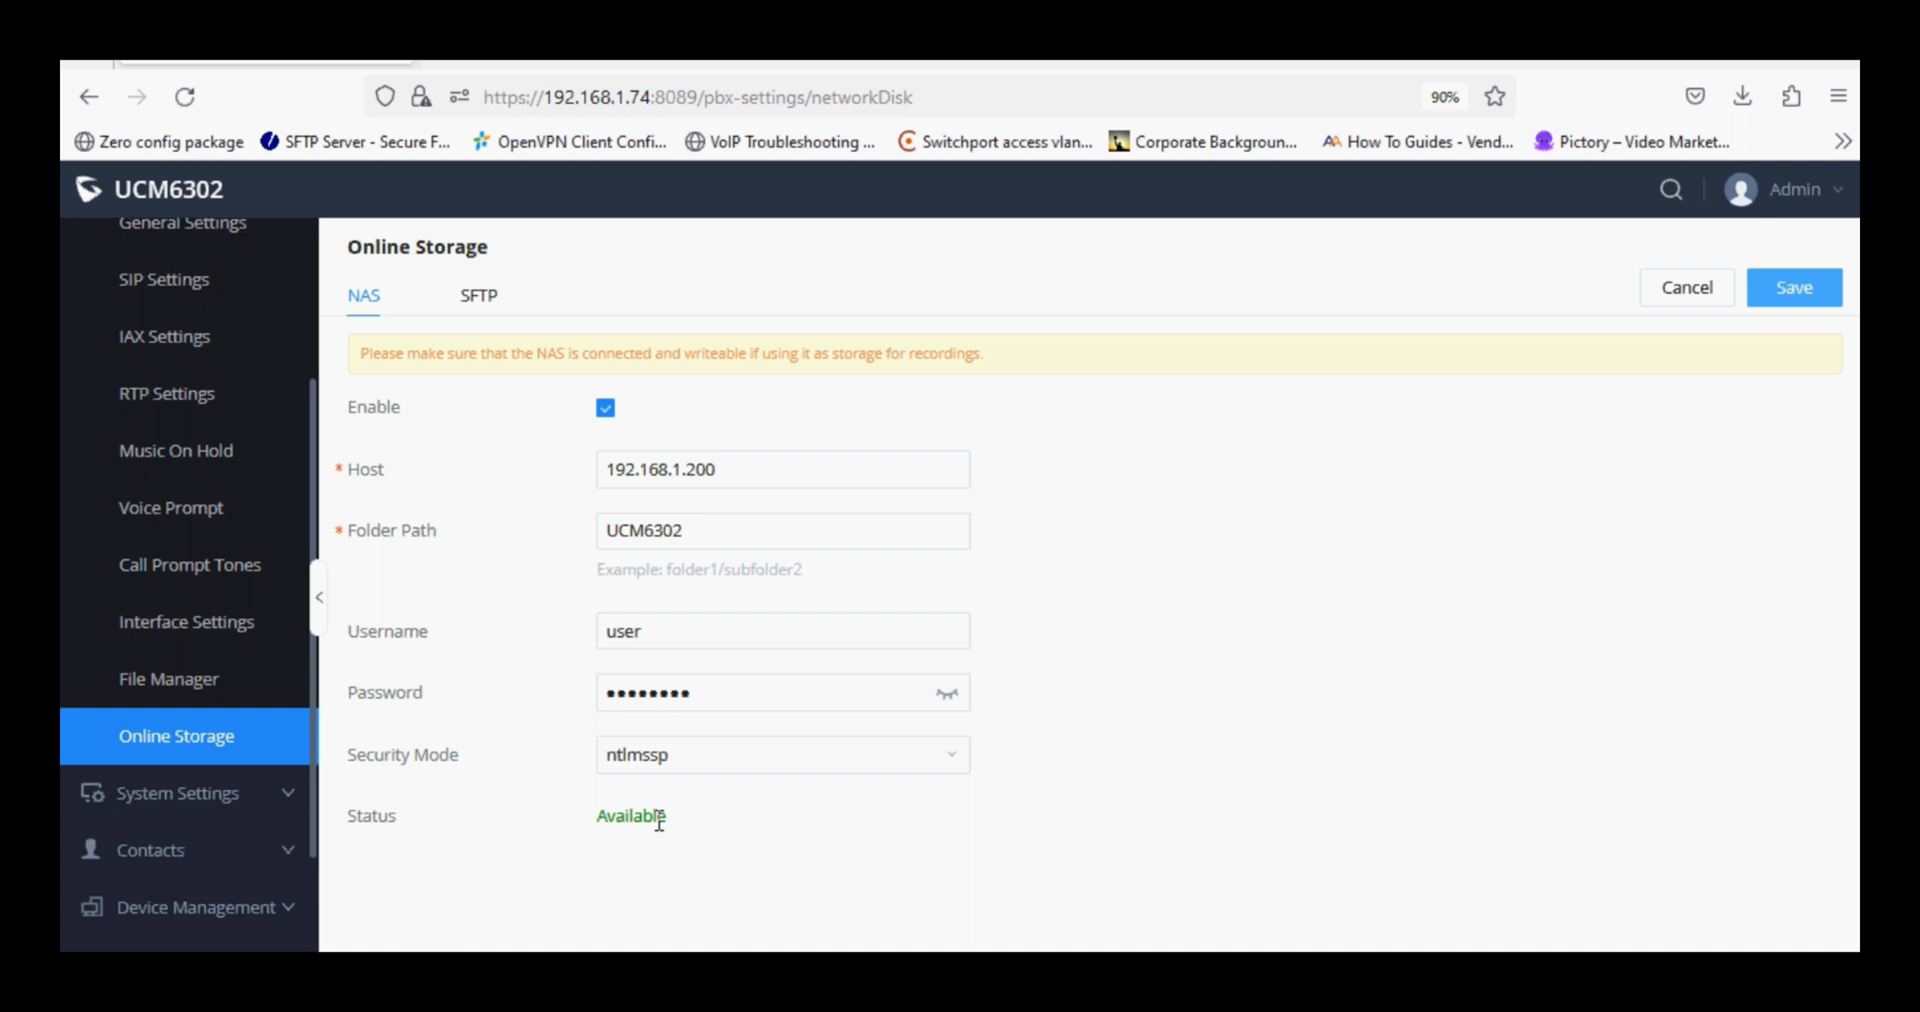 https://192.168.1.74:8089/pbx-settings/networkDisk
90%
Zero config package
SFTP Server - Secure F...
OpenVPN Client Confi...
VoIP Troubleshooting ...
Switchport access vlan...
Corporate Backgroun...
How To Guides - Vend...
Pictory – Video Market...
UCM6302
Admin
General Settings
SIP Settings
IAX Settings
RTP Settings
Music On Hold
Voice Prompt
Call Prompt Tones
Interface Settings
File Manager
Online Storage
System Settings
Contacts
Device Management
Online Storage
NAS
SFTP
Cancel
Save
Please make sure that the NAS is connected and writeable if using it as storage for recordings.
Enable
* Host
192.168.1.200
* Folder Path
UCM6302
Example: folder1/subfolder2
Username
user
Password
••••••••
Security Mode
ntlmssp
Status
Available